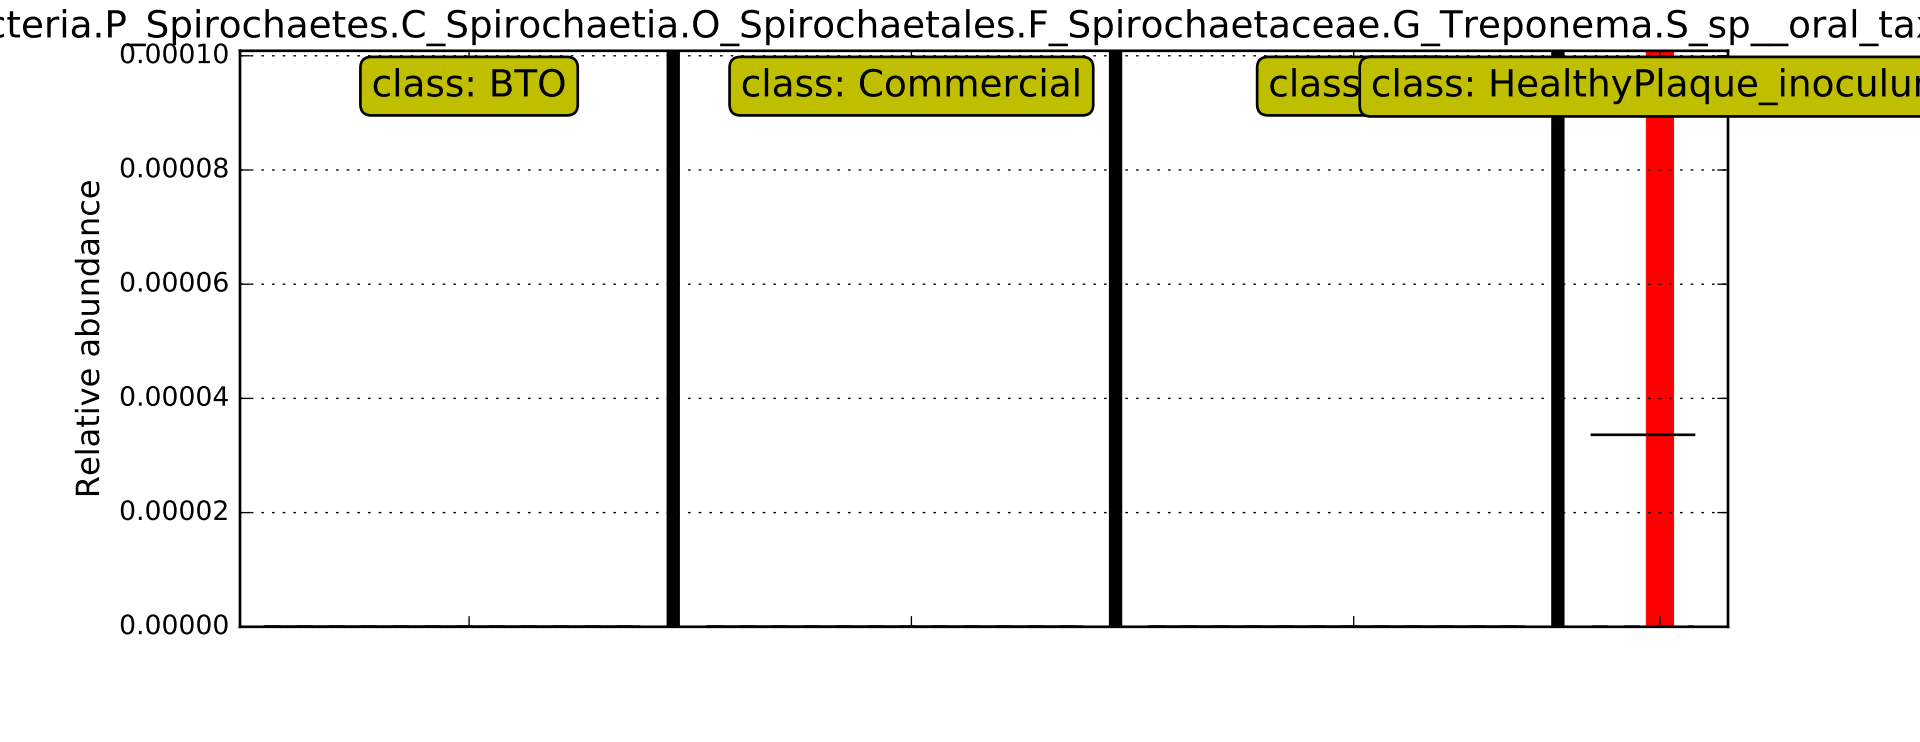 cteria.P_Spirochaetes.C_Spirochaetia.O_Spirochaetales.F_Spirochaetaceae.G_Treponema.S_sp__oral_tax
0.00010
class: BTO
class: Commercial
class
class: HealthyPlaque_inoculum
0.00008
0.00006
0.00004
0.00002
0.00000
Relative abundance